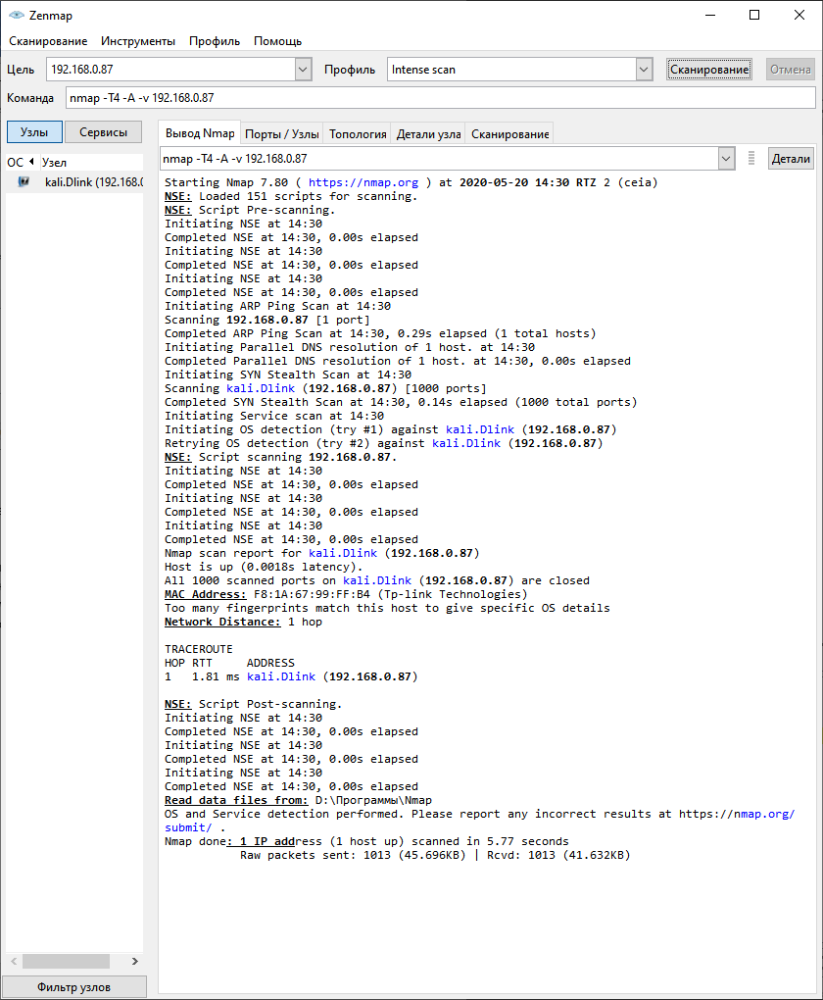 Zenmap
Сканирование Инструменты Профиль Помощь
Цель 192.168.0.87 Профиль Intense scan Сканирование Отмена
Команда nmap -T4 -A -v 192.168.0.87
Узлы Сервисы Вывод Nmap Порты / Узлы Топология Детали узла Сканирование
ОС Узел nmap -T4 -A -v 192.168.0.87 Детали
kali.Dlink (192.168.0
Starting Nmap 7.80 ( https://nmap.org ) at 2020-05-20 14:30 RTZ 2 (ceia)
NSE: Loaded 151 scripts for scanning.
NSE: Script Pre-scanning.
Initiating NSE at 14:30
Completed NSE at 14:30, 0.00s elapsed
Initiating NSE at 14:30
Completed NSE at 14:30, 0.00s elapsed
Initiating NSE at 14:30
Completed NSE at 14:30, 0.00s elapsed
Initiating ARP Ping Scan at 14:30
Scanning 192.168.0.87 [1 port]
Completed ARP Ping Scan at 14:30, 0.29s elapsed (1 total hosts)
Initiating Parallel DNS resolution of 1 host. at 14:30
Completed Parallel DNS resolution of 1 host. at 14:30, 0.00s elapsed
Initiating SYN Stealth Scan at 14:30
Scanning kali.Dlink (192.168.0.87) [1000 ports]
Completed SYN Stealth Scan at 14:30, 0.14s elapsed (1000 total ports)
Initiating Service scan at 14:30
Initiating OS detection (try #1) against kali.Dlink (192.168.0.87)
Retrying OS detection (try #2) against kali.Dlink (192.168.0.87)
NSE: Script scanning 192.168.0.87.
Initiating NSE at 14:30
Completed NSE at 14:30, 0.00s elapsed
Initiating NSE at 14:30
Completed NSE at 14:30, 0.00s elapsed
Initiating NSE at 14:30
Completed NSE at 14:30, 0.00s elapsed
Nmap scan report for kali.Dlink (192.168.0.87)
Host is up (0.0018s latency).
All 1000 scanned ports on kali.Dlink (192.168.0.87) are closed
MAC Address: F8:1A:67:99:FF:B4 (Tp-link Technologies)
Too many fingerprints match this host to give specific OS details
Network Distance: 1 hop
TRACEROUTE
HOP RTT ADDRESS
1 1.81 ms kali.Dlink (192.168.0.87)
NSE: Script Post-scanning.
Initiating NSE at 14:30
Completed NSE at 14:30, 0.00s elapsed
Initiating NSE at 14:30
Completed NSE at 14:30, 0.00s elapsed
Initiating NSE at 14:30
Completed NSE at 14:30, 0.00s elapsed
Read data files from: D:\Программы\Nmap
OS and Service detection performed. Please report any incorrect results at https://nmap.org/
submit/ .
Nmap done: 1 IP address (1 host up) scanned in 5.77 seconds
Raw packets sent: 1013 (45.696KB) | Rcvd: 1013 (41.632KB)
Фильтр узлов